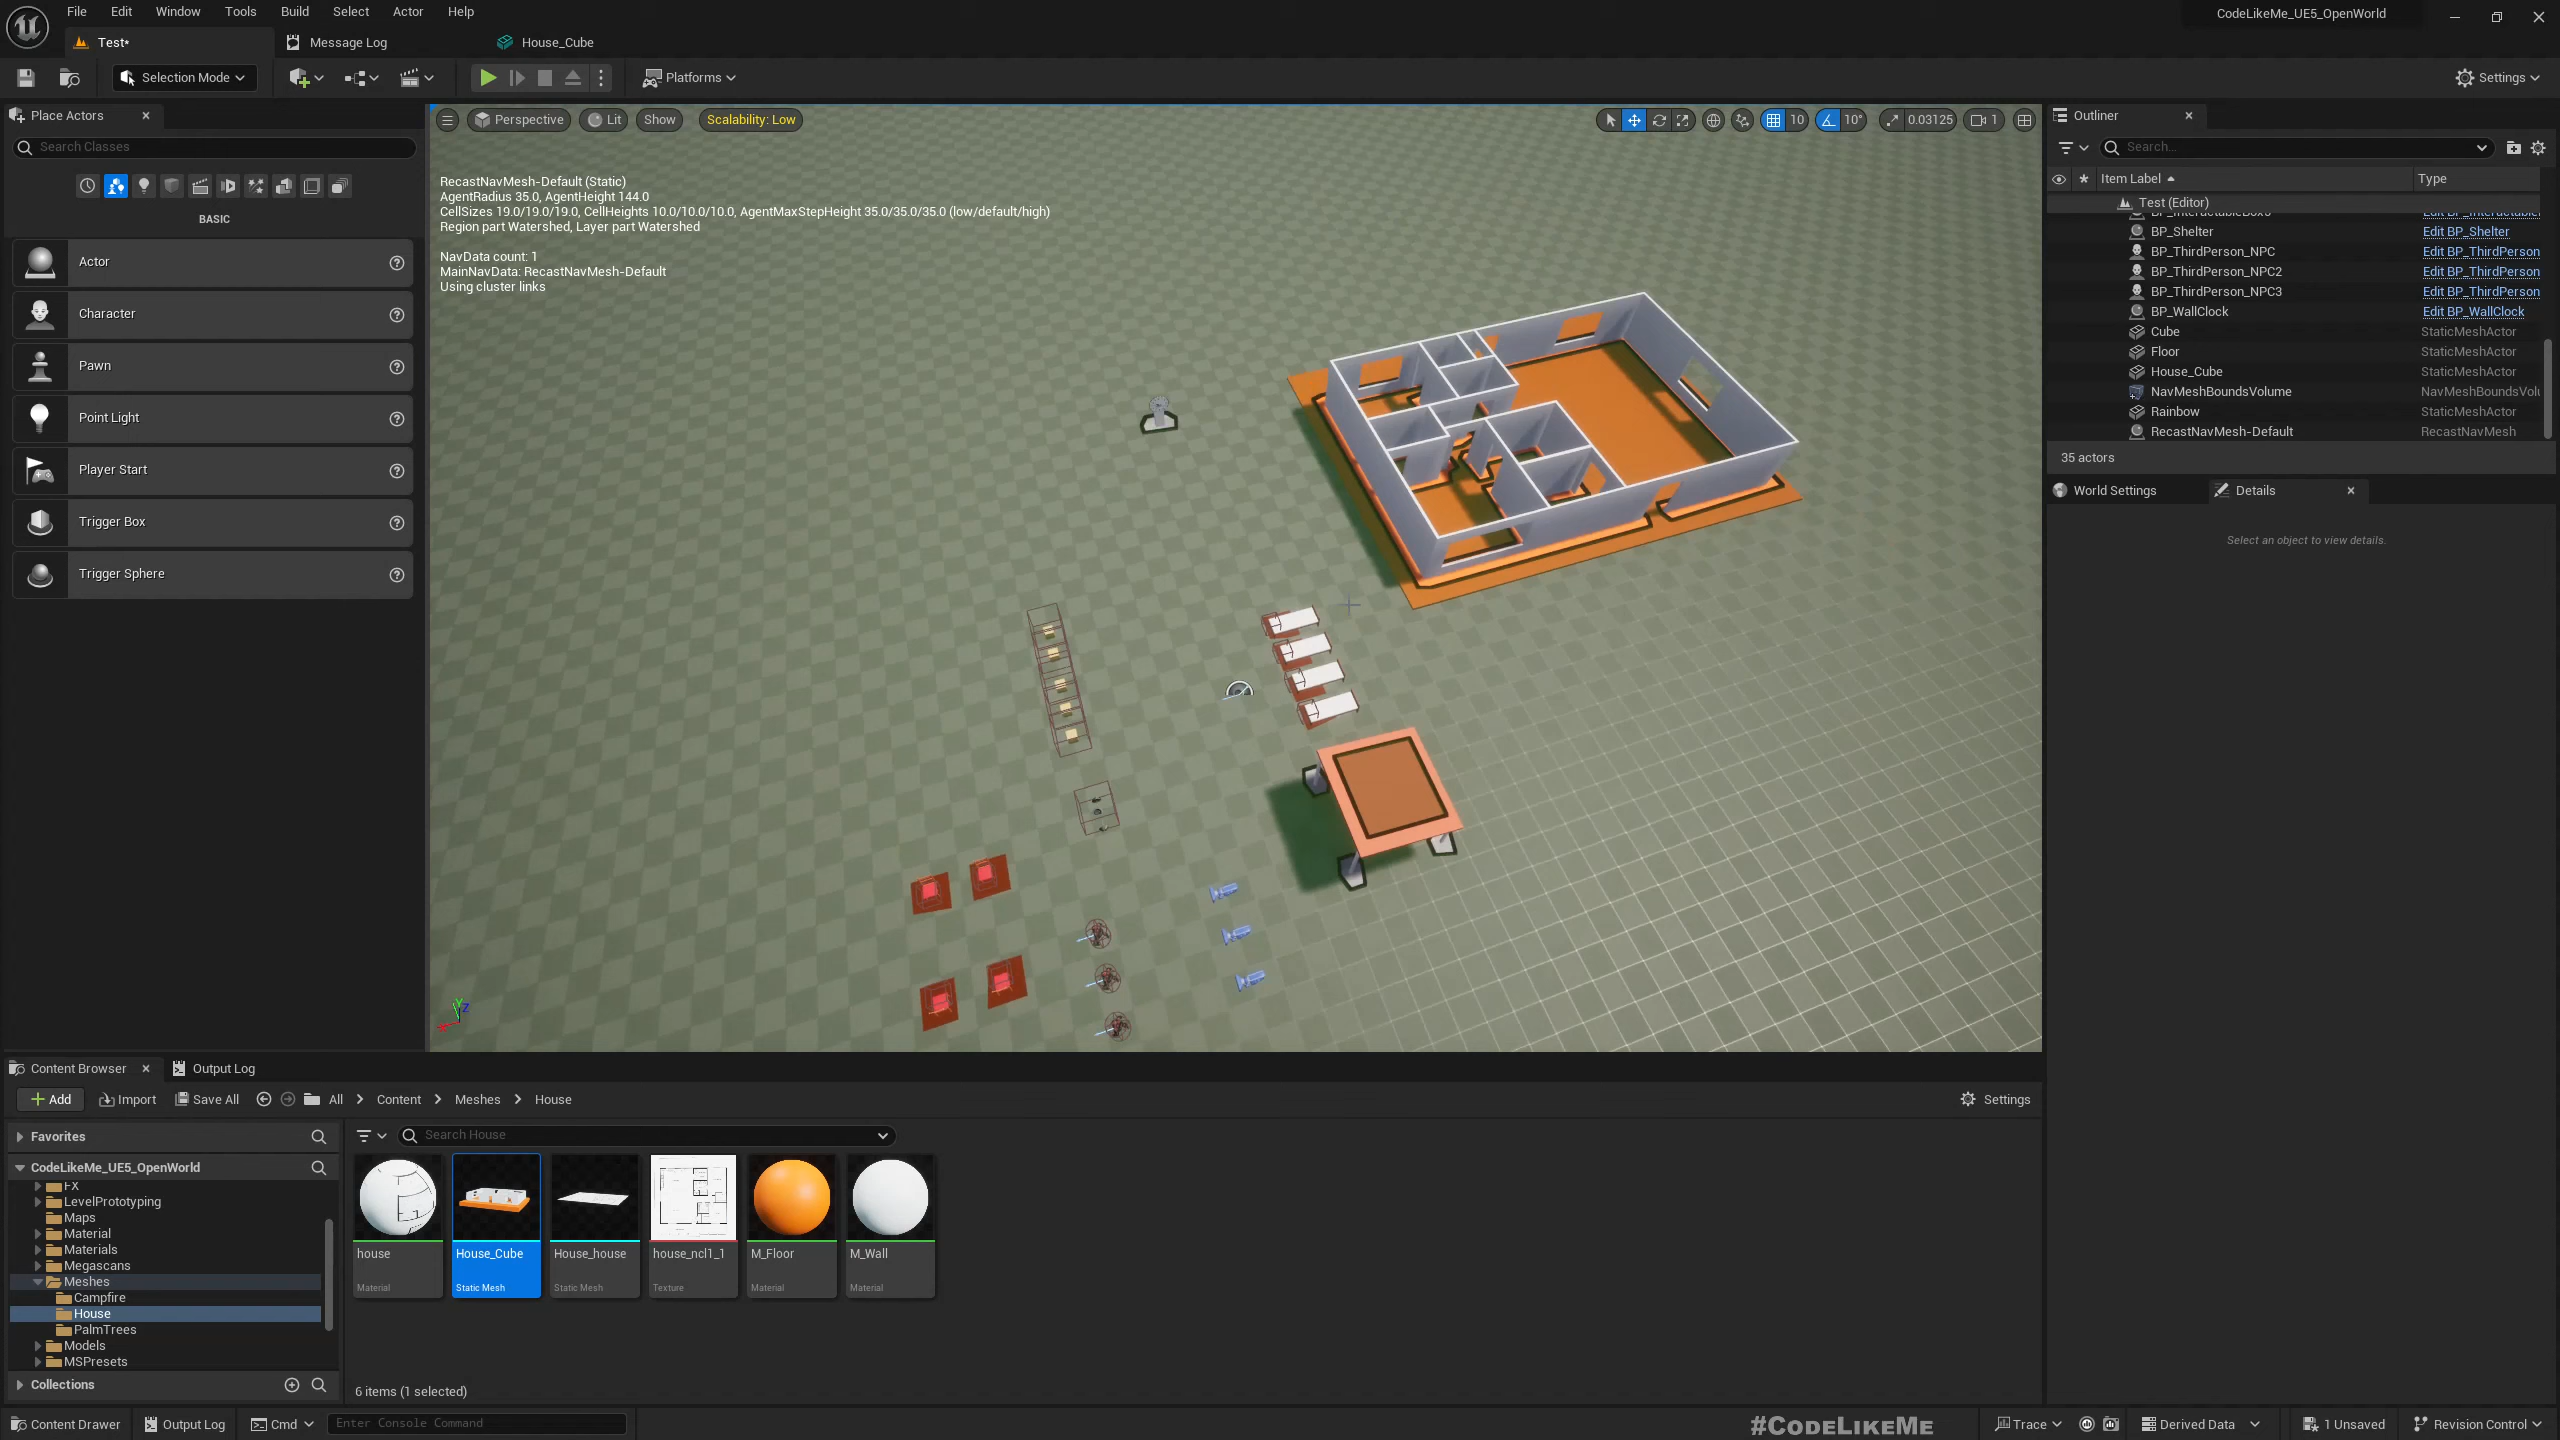 File Edit Window Tools Build Select Actor Help
CodeLikeMe_UE5_OpenWorld
Test*
Message Log
House_Cube
Selection Mode
Platforms
Settings
Place Actors
Search Classes
BASIC
Actor
Character
Pawn
Point Light
Player Start
Trigger Box
Trigger Sphere
Perspective
Lit
Show
Scalability: Low
10
10°
0.03125
1
RecastNavMesh-Default (Static)
AgentRadius 35.0, AgentHeight 144.0
CellSizes 19.0/19.0/19.0, CellHeights 10.0/10.0/10.0, AgentMaxStepHeight 35.0/35.0/35.0 (low/default/high)
Region part Watershed, Layer part Watershed
NavData count: 1
MainNavData: RecastNavMesh-Default
Using cluster links
Outliner
Search...
Item Label
Type
Test (Editor)
BP_Shelter Edit BP_Shelter
BP_ThirdPerson_NPC Edit BP_ThirdPerson
BP_ThirdPerson_NPC2 Edit BP_ThirdPerson
BP_ThirdPerson_NPC3 Edit BP_ThirdPerson
BP_WallClock Edit BP_WallClock
Cube StaticMeshActor
Floor StaticMeshActor
House_Cube StaticMeshActor
NavMeshBoundsVolume NavMeshBoundsVolu
Rainbow StaticMeshActor
RecastNavMesh-Default RecastNavMesh
35 actors
World Settings
Details
Select an object to view details.
Content Browser
Output Log
Add
Import
Save All
All
Content
Meshes
House
Settings
Favorites
CodeLikeMe_UE5_OpenWorld
FX
LevelPrototyping
Maps
Material
Materials
Megascans
Meshes
Campfire
House
PalmTrees
Models
MSPresets
Collections
Search House
house
Material
House_Cube
Static Mesh
House_house
Static Mesh
house_ncl1_1
Texture
M_Floor
Material
M_Wall
Material
6 items (1 selected)
Content Drawer
Output Log
Cmd
Enter Console Command
#CodeLikeMe
Trace
Derived Data
1 Unsaved
Revision Control